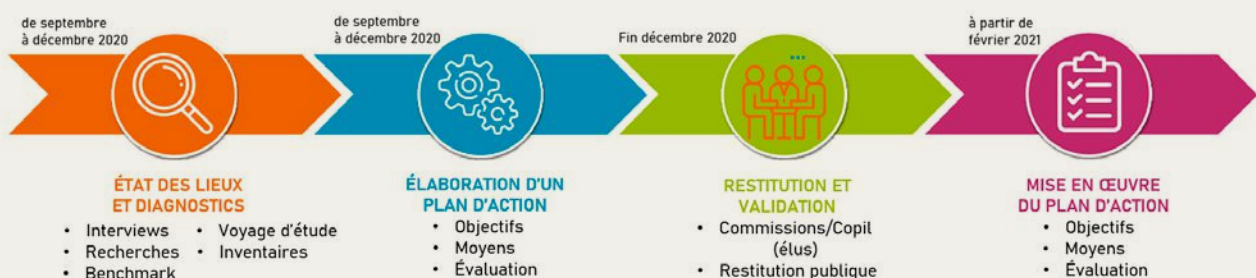 de septembre
à décembre 2020
de septembre
à décembre 2020
Fin décembre 2020
à partir de
février 2021
ÉTAT DES LIEUX
ET DIAGNOSTICS
• Interviews • Voyage d'étude
• Recherches • Inventaires
• Benchmark
ÉLABORATION D'UN
PLAN D'ACTION
• Objectifs
• Moyens
• Évaluation
RESTITUTION ET
VALIDATION
• Commissions/Copil
(élus)
• Restitution publique
MISE EN ŒUVRE
DU PLAN D'ACTION
• Objectifs
• Moyens
• Évaluation